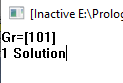 [Inactive E:\Prolog
Gr=[101]
1 Solution